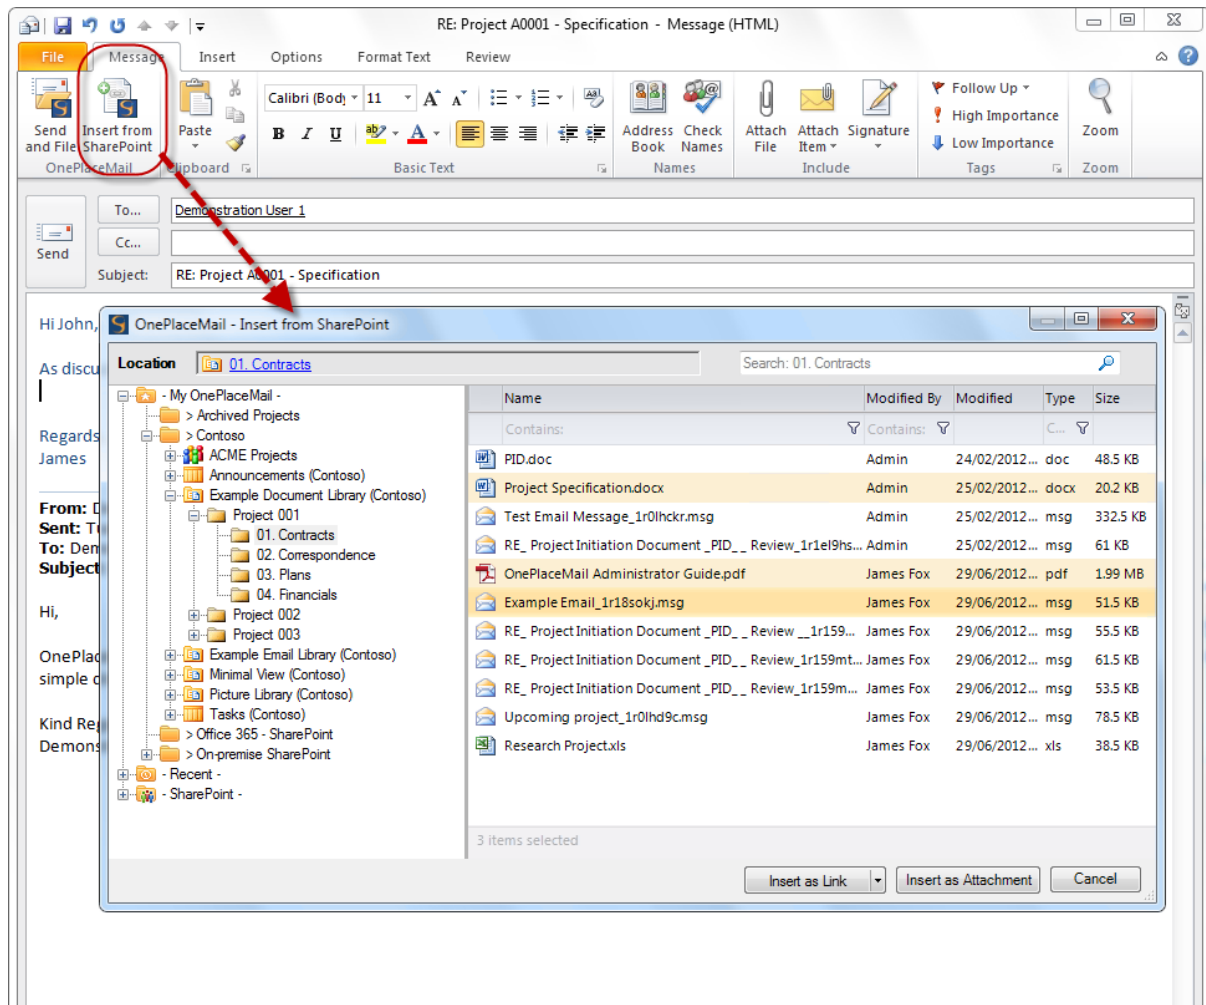 RE: Project A0001 - Specification - Message (HTML)
File Message Insert Options Format Text Review
Calibri (Body 11
Send and File
Insert from SharePoint
Paste
B I U
Address Book
Check Names
Attach File
Attach Item
Signature
Follow Up
High Importance
Low Importance
Zoom
OnePlaceMail Clipboard Basic Text Names Include Tags Zoom
Send
To... Demonstration User 1
Cc...
Subject: RE: Project A0001 - Specification
Hi John,
As discu
Regards
James
From: D
Sent: Tu
To: Dem
Subject
Hi,
OnePlac
simple c
Kind Reg
Demons
OnePlaceMail - Insert from SharePoint
Location 01. Contracts Search: 01. Contracts
- My OnePlaceMail -
> Archived Projects
> Contoso
ACME Projects
Announcements (Contoso)
Example Document Library (Contoso)
Project 001
01. Contracts
02. Correspondence
03. Plans
04. Financials
Project 002
Project 003
Example Email Library (Contoso)
Minimal View (Contoso)
Picture Library (Contoso)
Tasks (Contoso)
> Office 365 - SharePoint
> On-premise SharePoint
- Recent -
- SharePoint -
Name Modified By Modified Type Size
Contains: Contains: C...
PID.doc Admin 24/02/2012... doc 48.5 KB
Project Specification.docx Admin 25/02/2012... docx 20.2 KB
Test Email Message_1r0lhckr.msg Admin 25/02/2012... msg 332.5 KB
RE_ Project Initiation Document _PID_ _ Review_1r1el9hs... Admin 25/02/2012... msg 61 KB
OnePlaceMail Administrator Guide.pdf James Fox 29/06/2012... pdf 1.99 MB
Example Email_1r18sokj.msg James Fox 29/06/2012... msg 51.5 KB
RE_ Project Initiation Document _PID_ _ Review __1r159... James Fox 29/06/2012... msg 55.5 KB
RE_ Project Initiation Document _PID_ _ Review_1r159mt... James Fox 29/06/2012... msg 61.5 KB
RE_ Project Initiation Document _PID_ _ Review_1r159m... James Fox 29/06/2012... msg 53.5 KB
Upcoming project_1r0lhd9c.msg James Fox 29/06/2012... msg 78.5 KB
Research Project.xls James Fox 29/06/2012... xls 38.5 KB
3 items selected
Insert as Link Insert as Attachment Cancel